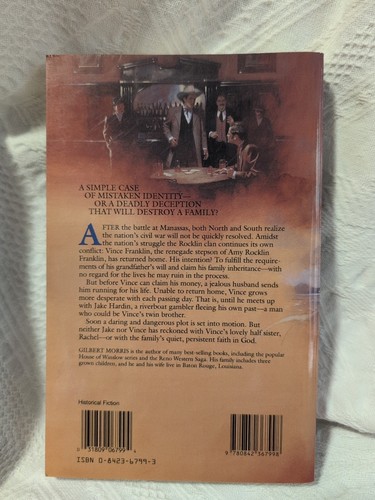 A SIMPLE CASE
OF MISTAKEN IDENTITY—
OR A DEADLY DECEPTION
THAT WILL DESTROY A FAMILY?
AFTER the battle at Manassas, both North and South realize
the nation's civil war will not be quickly resolved. Amidst
the nation's struggle the Rocklin clan continues its own
conflict. Vince Franklin, the renegade stepson of Amy Rocklin
Franklin, has returned home. His intention? To fulfill the require-
ments of his grandfather's will and claim his family inheritance—with
no regard for the lives he may ruin in the process.
But before Vince can claim his money, a jealous husband sends
him running for his life. Unable to return home, Vince grows
more desperate with each passing day. That is, until he meets up
with Jake Hardin, a riverboat gambler fleeing his own past—a man
who could be Vince's twin brother.
Soon a daring and dangerous plot is set into motion. But
neither Jake nor Vince has reckoned with Vince's lovely half sister,
Rachel—or with the family's quiet, persistent faith in God.
GILBERT MORRIS is the author of many best-selling books, including the popular
House of Winslow series and the Reno Western Saga. His family includes three
grown children, and he and his wife live in Baton Rouge, Louisiana.
Historical Fiction
0 31809 06799 4
ISBN 0-8423-6799-3
9 780842 367998